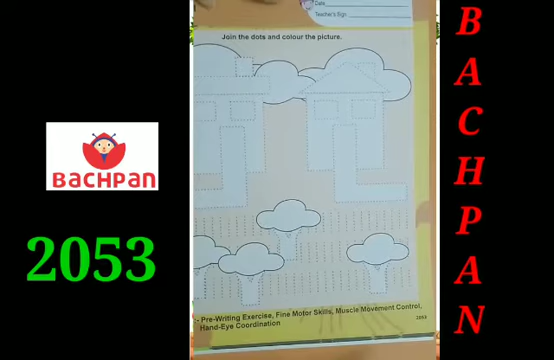 Date
Teacher's Sign.
Join the dots and colour the picture.
BACHPAN
2053
- Pre-Writing Exercise, Fine Motor Skills, Muscle Movement Control,
Hand-Eye Coordination
2053
B
A
C
H
P
A
N